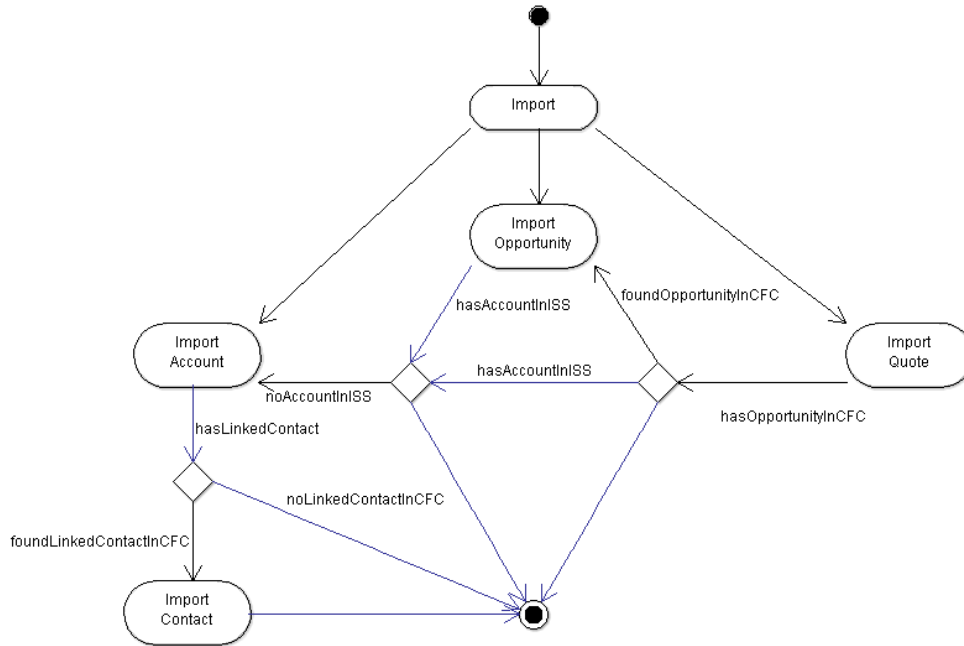 Import
Import
Opportunity
foundOpportunityInCFC
hasAccountInISS
Import
Account
Import
Quote
hasAccountInISS
noAccountInISS
hasOpportunityInCFC
hasLinkedContact
noLinkedContactInCFC
foundLinkedContactInCFC
Import
Contact